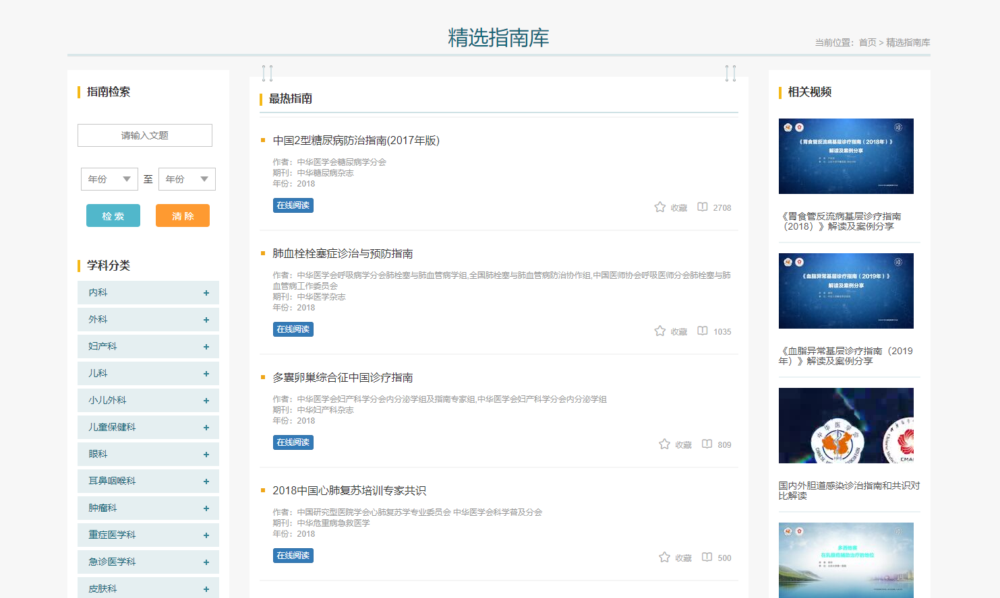 精选指南库
当前位置：首页 > 精选指南库
指南检索
请输入文题
年份 至 年份
检 索 清 除
学科分类
内科
外科
妇产科
儿科
小儿外科
儿童保健科
眼科
耳鼻咽喉科
肿瘤科
重症医学科
急诊医学科
皮肤科
最热指南
中国2型糖尿病防治指南(2017年版)
作者：中华医学会糖尿病学分会
期刊：中华糖尿病杂志
年份：2018
在线阅读
收藏 2708
肺血栓栓塞症诊治与预防指南
作者：中华医学会呼吸病学分会肺栓塞与肺血管病学组,全国肺栓塞与肺血管病防治协作组,中国医师协会呼吸医师分会肺栓塞与肺
血管病工作委员会
期刊：中华医学杂志
年份：2018
在线阅读
收藏 1035
多囊卵巢综合征中国诊疗指南
作者：中华医学会妇产科学分会内分泌学组及指南专家组,中华医学会妇产科学分会内分泌学组
期刊：中华妇产科杂志
年份：2018
在线阅读
收藏 809
2018中国心肺复苏培训专家共识
作者：中国研究型医院学会心肺复苏学专业委员会 中华医学会科学普及分会
期刊：中华危重病急救医学
年份：2018
在线阅读
收藏 500
相关视频
《胃食管反流病基层诊疗指南（2018年）》
解读及案例分享
《胃食管反流病基层诊疗指南
（2018）》解读及案例分享
《血脂异常基层诊疗指南（2019年）》
解读及案例分享
《血脂异常基层诊疗指南（2019
年）》解读及案例分享
中华医学会
国内外胆道感染诊治指南和共识对
比解读
多西他赛
在乳腺癌辅助治疗的地位